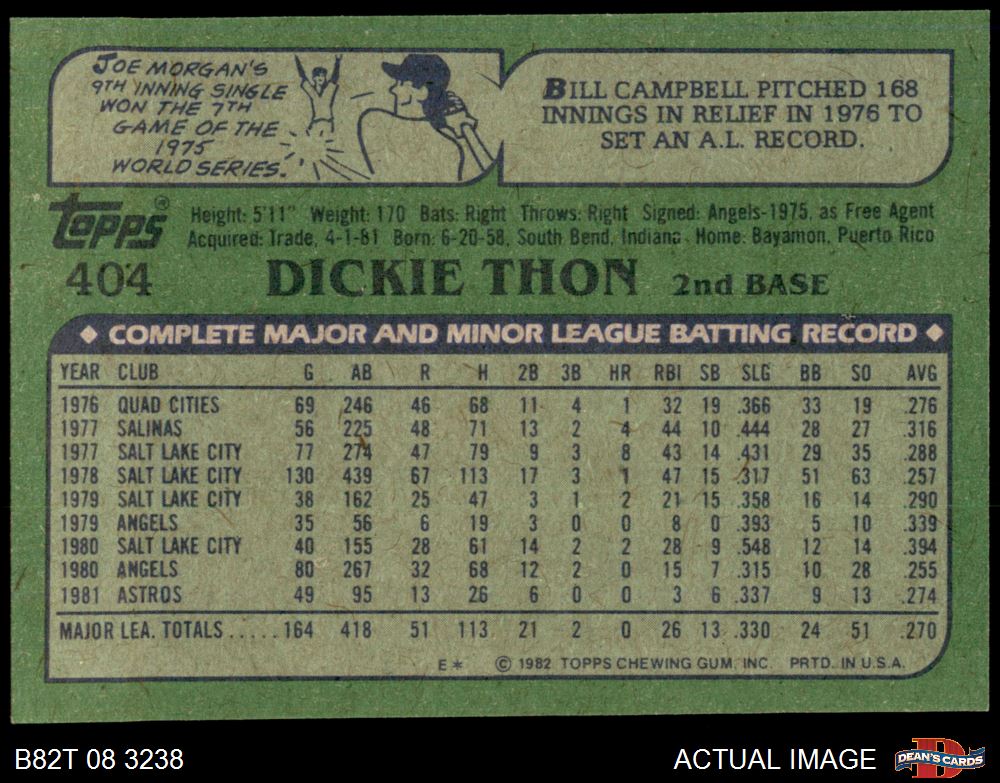 JOE MORGAN'S
9TH INNING SINGLE
WON THE 7TH
GAME OF THE
1975
WORLD SERIES.
BILL CAMPBELL PITCHED 168
INNINGS IN RELIEF IN 1976 TO
SET AN A.L. RECORD.
topps®
Height: 5'11" Weight: 170 Bats: Right Throws: Right Signed: Angels-1975, as Free Agent
Acquired: Trade, 4-1-81 Born: 6-20-58, South Bend, Indiana Home: Bayamon, Puerto Rico
404 DICKIE THON 2nd BASE
◆ COMPLETE MAJOR AND MINOR LEAGUE BATTING RECORD ◆
YEAR CLUB G AB R H 2B 3B HR RBI SB SLG BB SO AVG
1976 QUAD CITIES 69 246 46 68 11 4 1 32 19 .366 33 19 .276
1977 SALINAS 56 225 48 71 13 2 4 44 10 .444 28 27 .316
1977 SALT LAKE CITY 77 274 47 79 9 3 8 43 14 .431 29 35 .288
1978 SALT LAKE CITY 130 439 67 113 17 3 1 47 15 .317 51 63 .257
1979 SALT LAKE CITY 38 162 25 47 3 1 2 21 15 .358 16 14 .290
1979 ANGELS 35 56 6 19 3 0 0 8 0 .393 5 10 .339
1980 SALT LAKE CITY 40 155 28 61 14 2 2 28 9 .548 12 14 .394
1980 ANGELS 80 267 32 68 12 2 0 15 7 .315 10 28 .255
1981 ASTROS 49 95 13 26 6 0 0 3 6 .337 9 13 .274
MAJOR LEA. TOTALS.....164 418 51 113 21 2 0 26 13 .330 24 51 .270
E* © 1982 TOPPS CHEWING GUM, INC. PRTD. IN U.S.A.
B82T 08 3238
ACTUAL IMAGE
D
DEAN'S CARDS